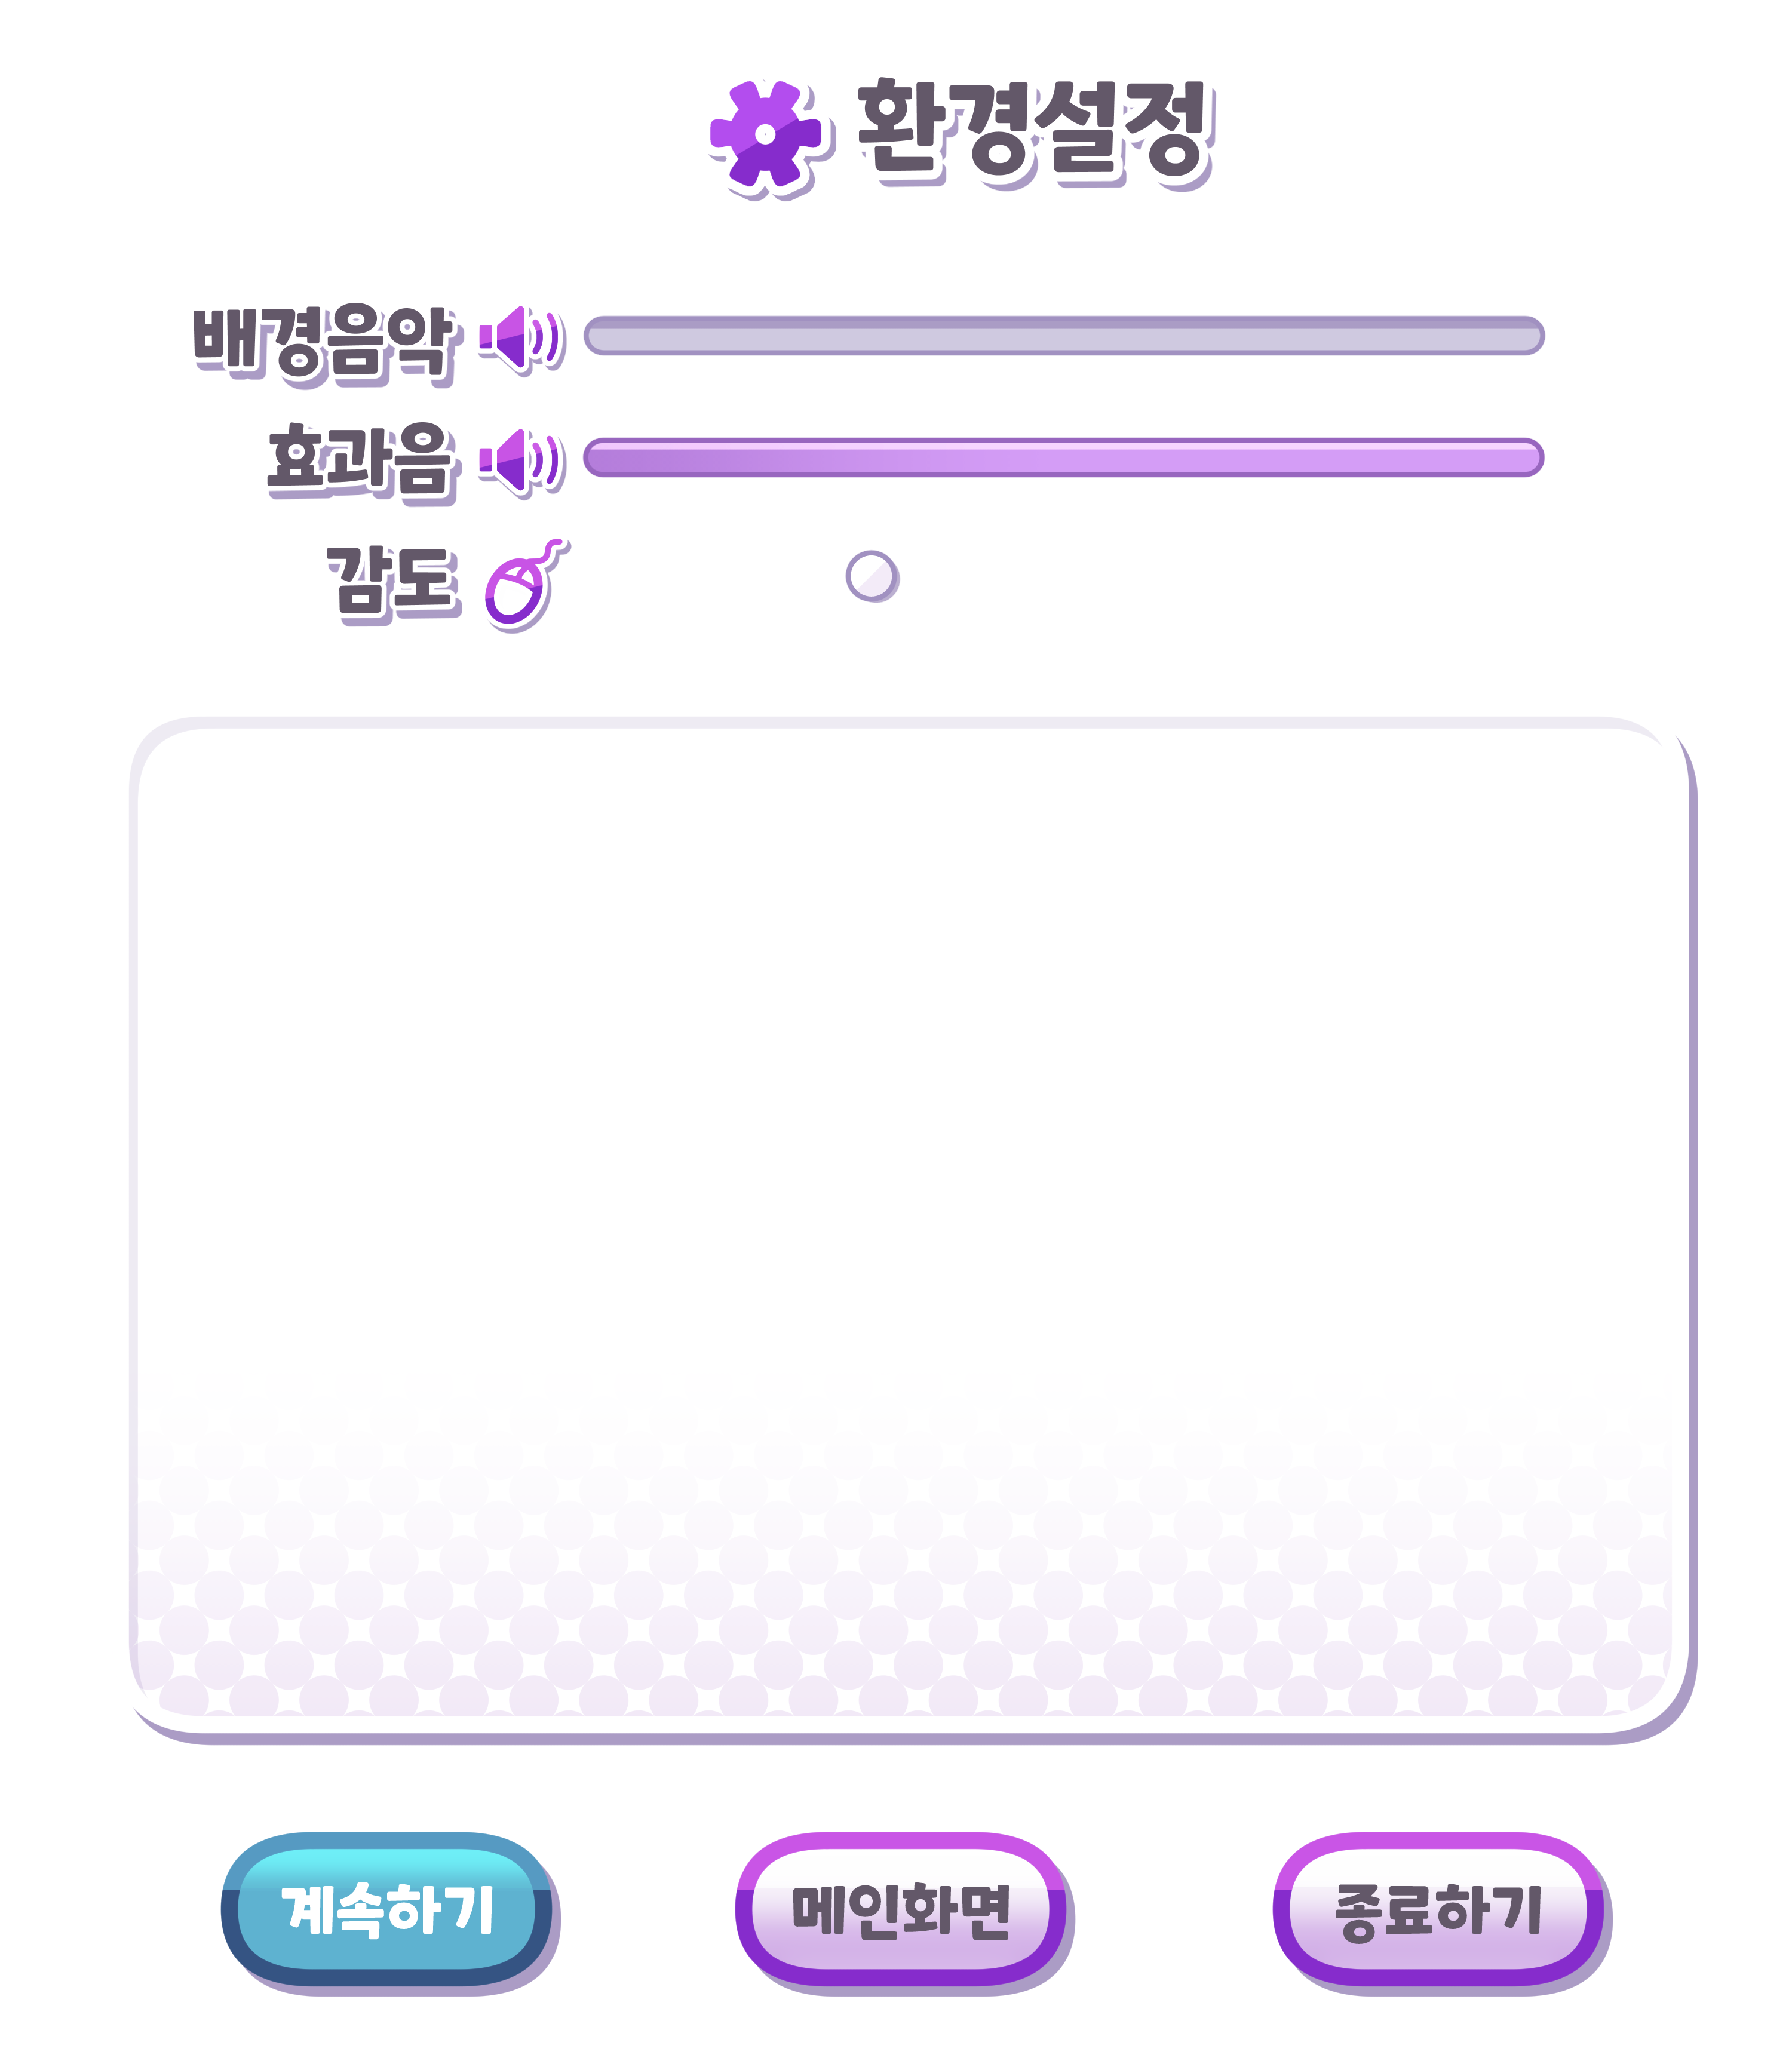 환경설정
배경음악
효과음
감도
계속하기
메인화면
종료하기